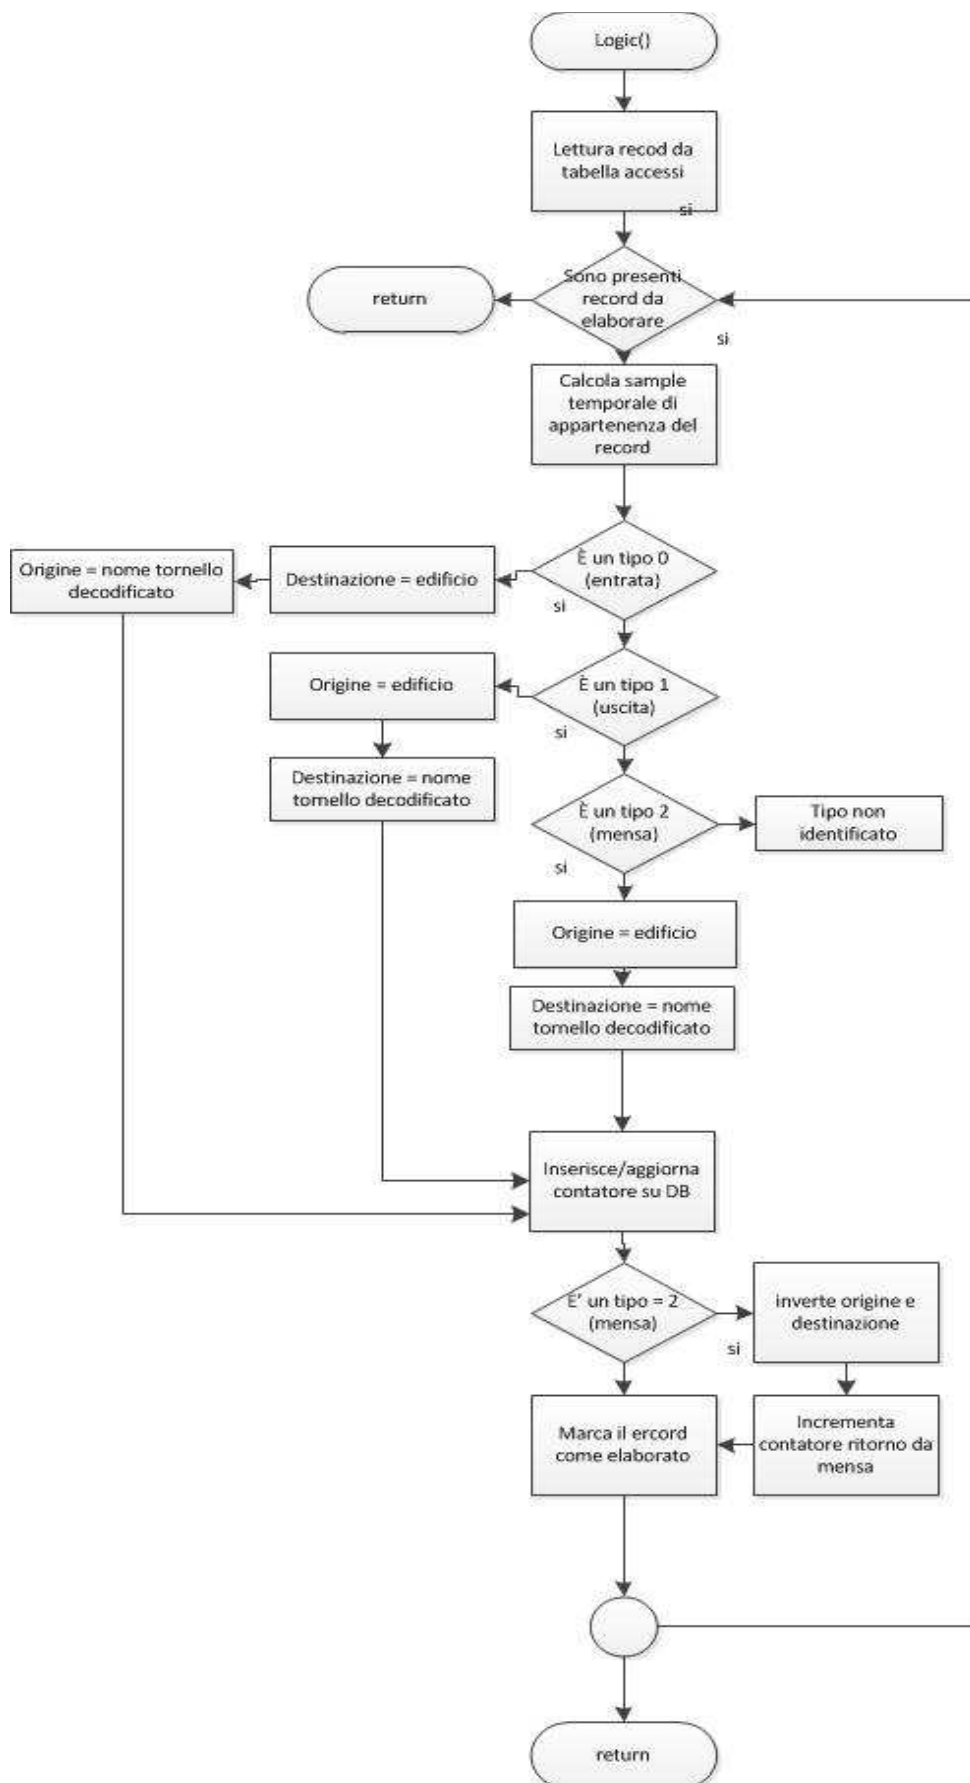 Logic()
Lettura recod da
tabella accessi
si
Sono presenti
record da
elaborare
return
si
Calcola sample
temporale di
appartenenza del
record
È un tipo 0
(entrata)
si
Destinazione = edificio
Origine = nome tornello
decodificato
È un tipo 1
(uscita)
si
Origine = edificio
Destinazione = nome
tornello decodificato
È un tipo 2
(mensa)
si
Tipo non
identificato
Origine = edificio
Destinazione = nome
tornello decodificato
Inserisce/aggiorna
contatore su DB
E' un tipo = 2
(mensa)
si
inverte origine e
destinazione
Incrementa
contatore ritorno da
mensa
Marca il ercord
come elaborato
return